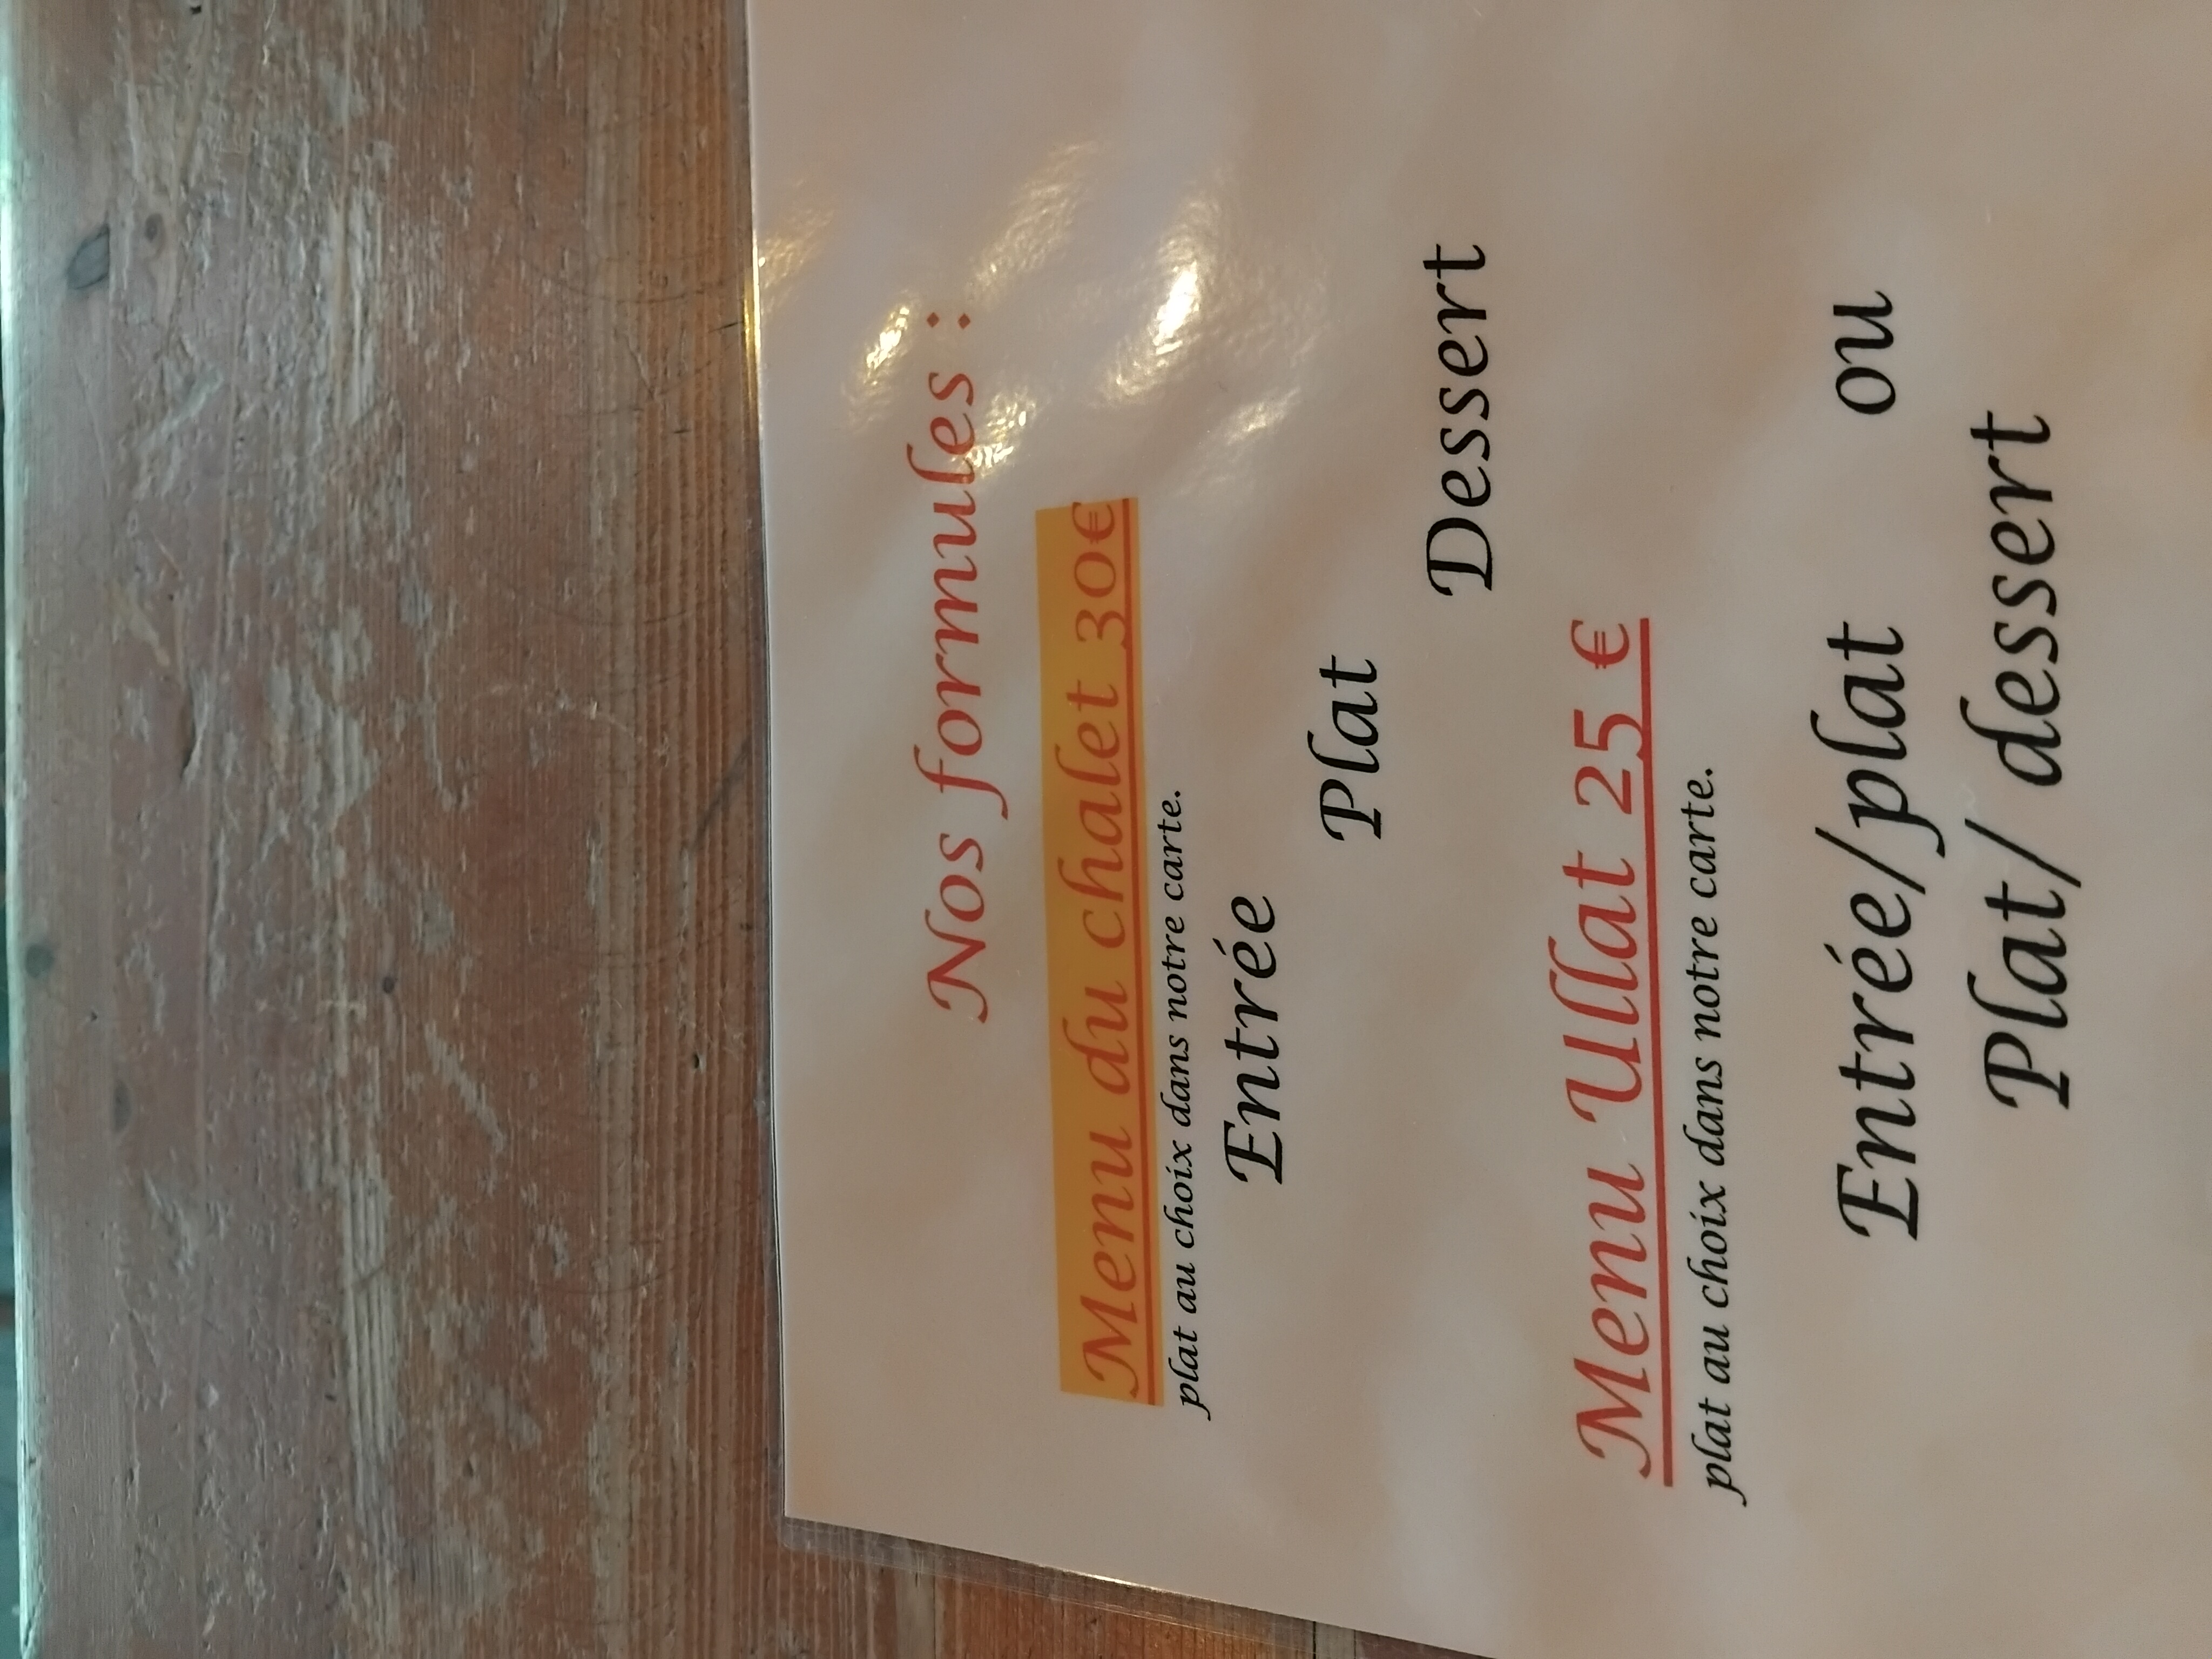 Nos formules :
Menu du chalet 30€
plat au choix dans notre carte.
Entrée
Plat
Dessert
Menu Ullat 25 €
plat au choix dans notre carte.
Entrée/plat ou
Plat/ dessert